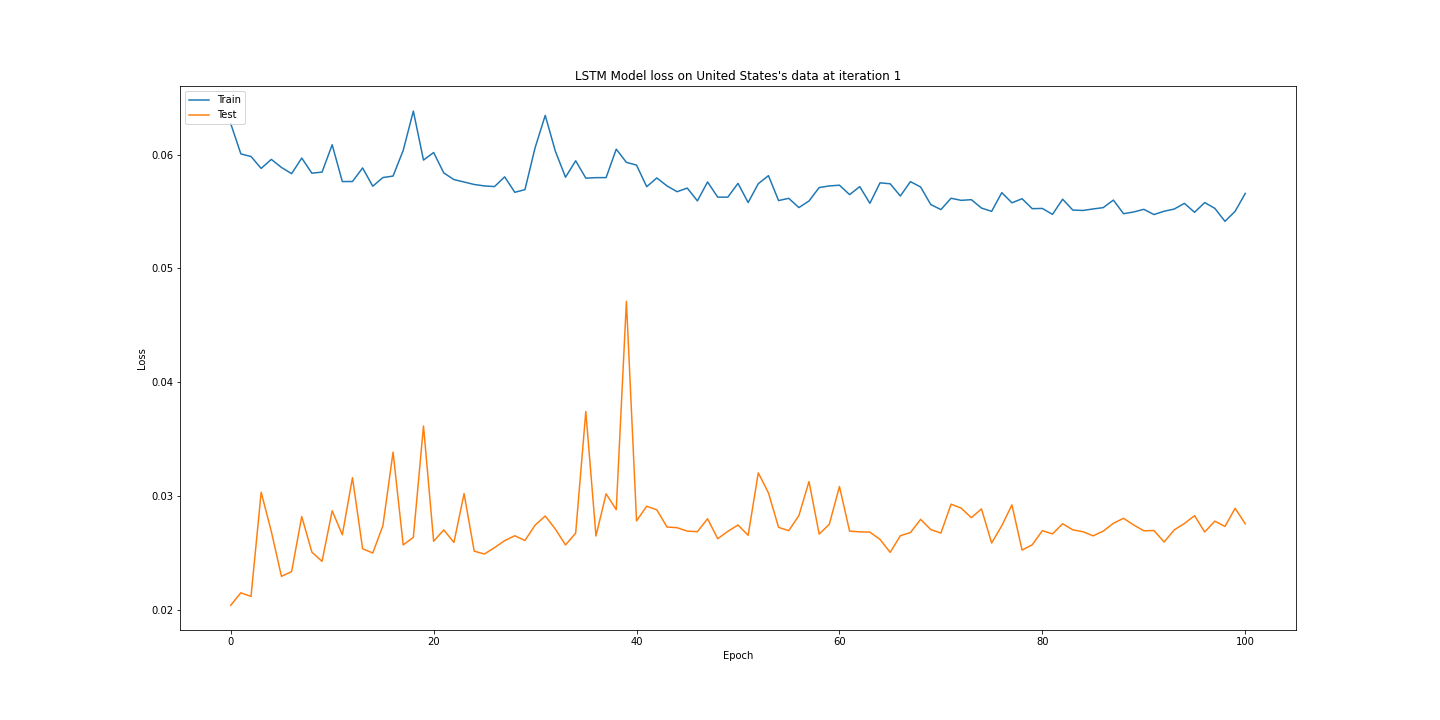 LSTM Model loss on United States's data at iteration 1
Train
Test
0.06
0.05
0.04
0.03
0.02
Loss
0 20 40 60 80 100
Epoch